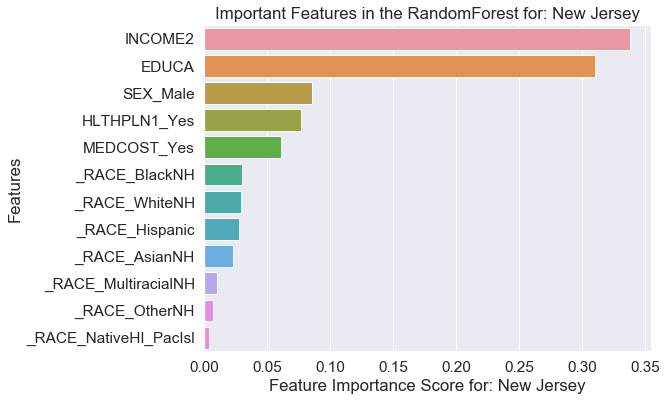 Important Features in the RandomForest for: New Jersey
INCOME2
EDUCA
SEX_Male
HLTHPLN1_Yes
MEDCOST_Yes
_RACE_BlackNH
_RACE_WhiteNH
_RACE_Hispanic
_RACE_AsianNH
_RACE_MultiracialNH
_RACE_OtherNH
_RACE_NativeHI_PacIsl
Features
0.00 0.05 0.10 0.15 0.20 0.25 0.30 0.35
Feature Importance Score for: New Jersey